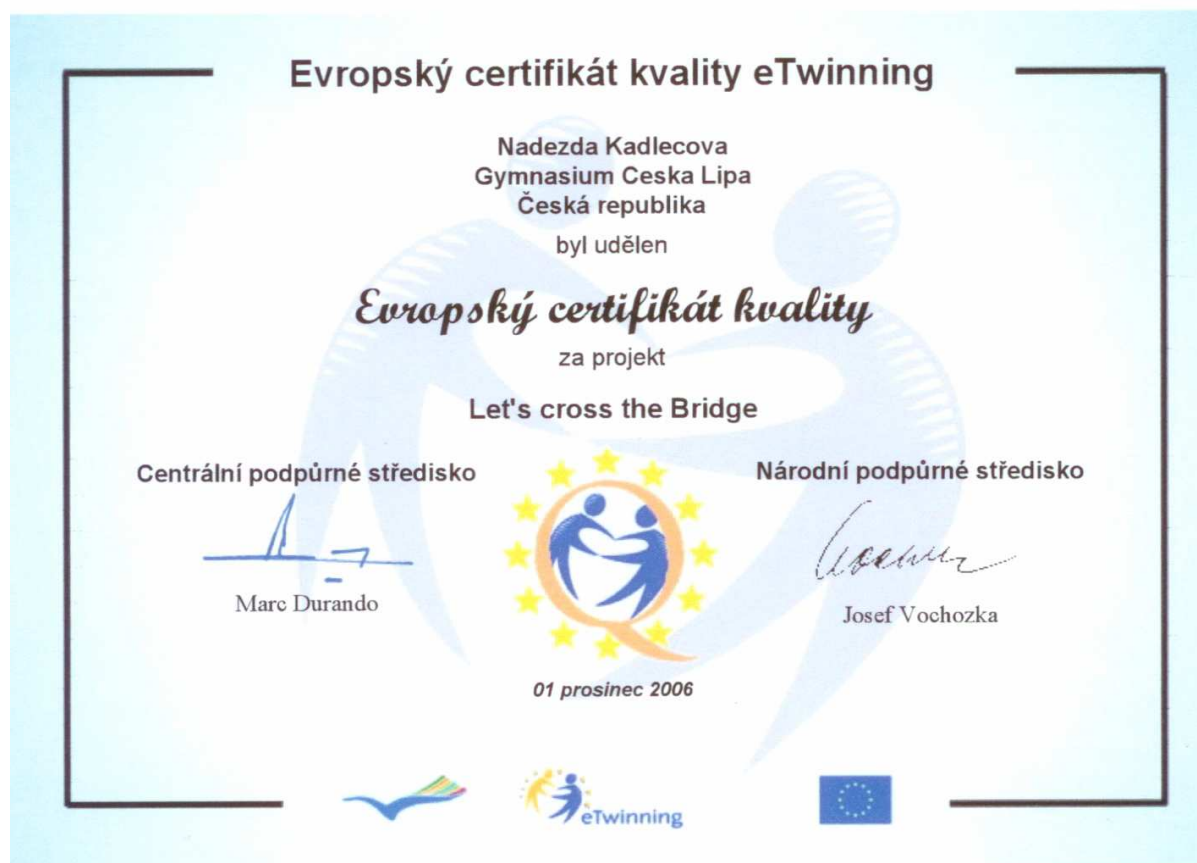 Evropský certifikát kvality eTwinning
Nadezda Kadlecova
Gymnasium Ceska Lipa
Česká republika
byl udělen
Evropský certifikát kvality
za projekt
Let's cross the Bridge
Centrální podpůrné středisko
Národní podpůrné středisko
Marc Durando
Josef Vochozka
01 prosinec 2006
eTwinning